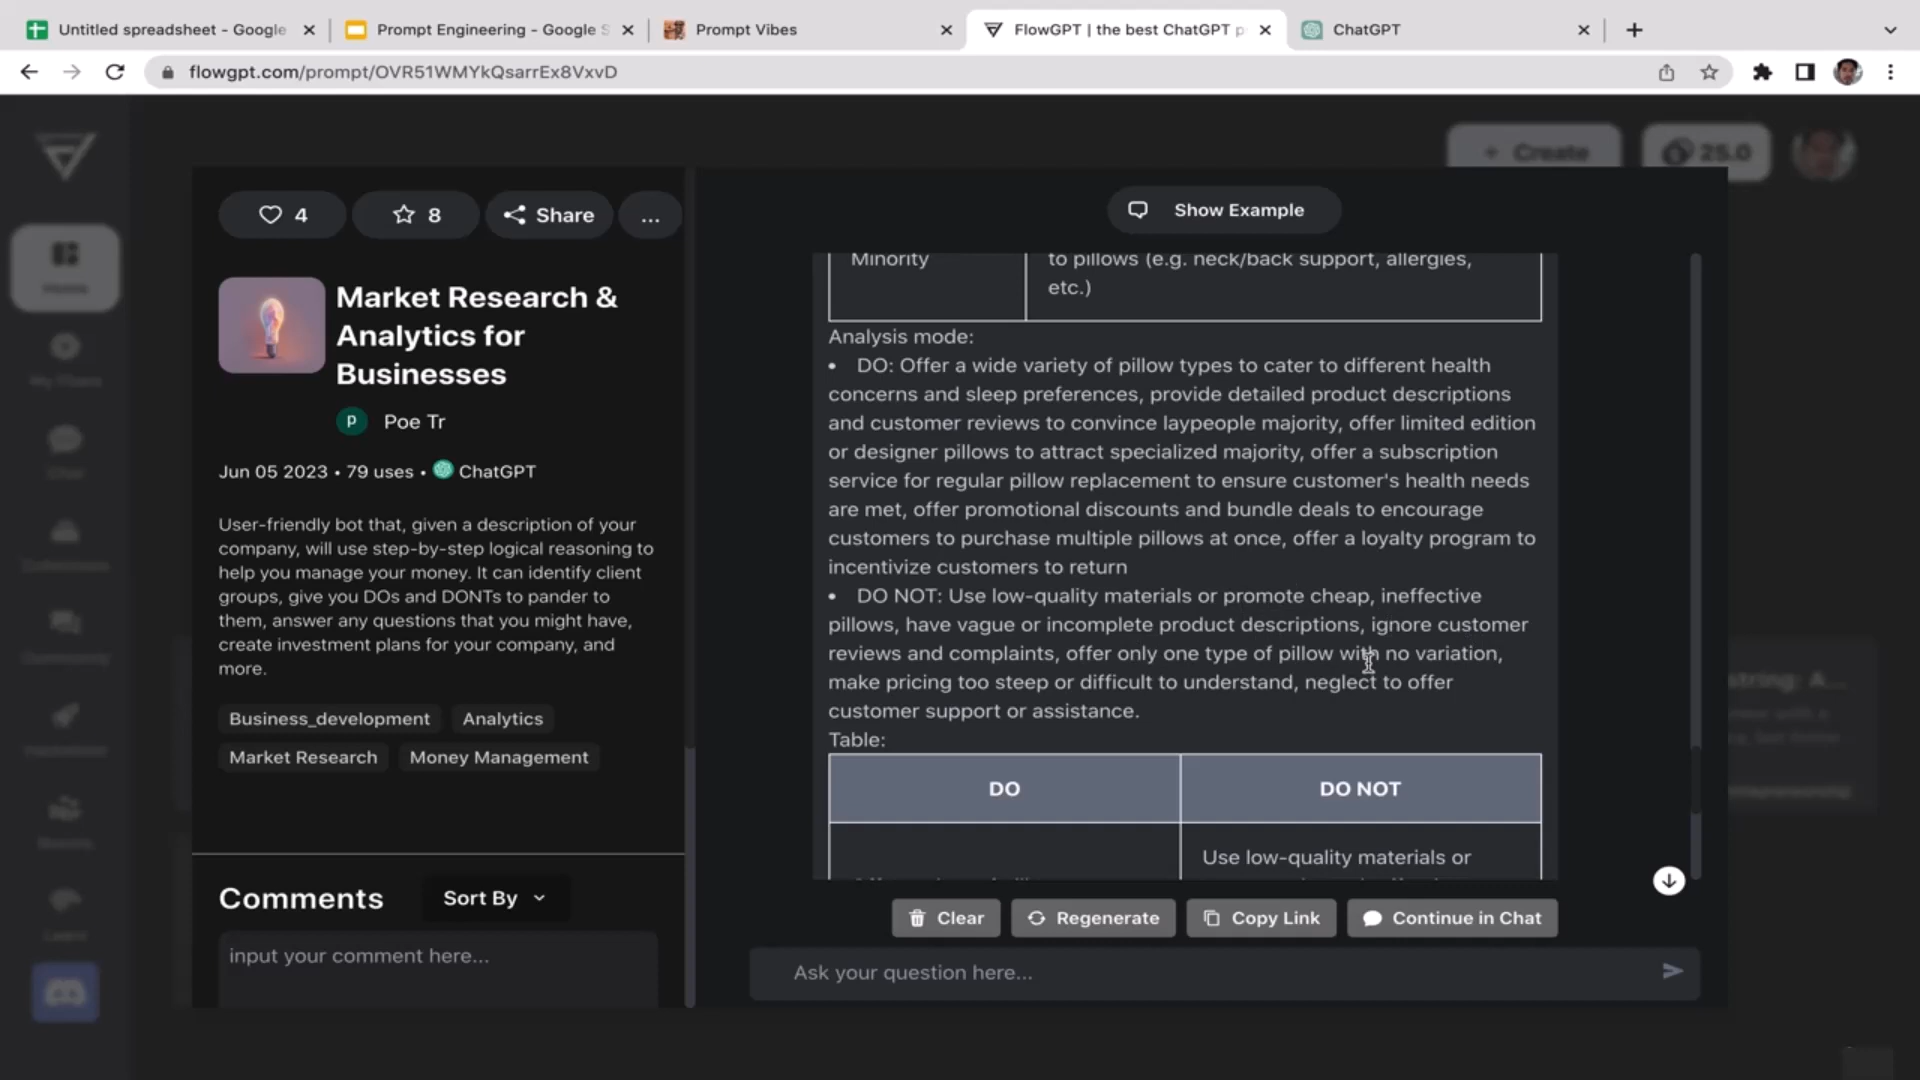 Untitled spreadsheet - Google
Prompt Engineering - Google S
Prompt Vibes
FlowGPT | the best ChatGPT p
ChatGPT
flowgpt.com/prompt/OVR51WMYkQsarrEx8VxvD
+ Create
25.0
4
8
Share
...
Show Example
Market Research &
Analytics for
Businesses
P
Poe Tr
Jun 05 2023 • 79 uses • ChatGPT
User-friendly bot that, given a description of your
company, will use step-by-step logical reasoning to
help you manage your money. It can identify client
groups, give you DOs and DONTs to pander to
them, answer any questions that you might have,
create investment plans for your company, and
more.
Business_development
Analytics
Market Research
Money Management
Comments
Sort By
input your comment here...
Minority
to pillows (e.g. neck/back support, allergies,
etc.)
Analysis mode:
• DO: Offer a wide variety of pillow types to cater to different health
concerns and sleep preferences, provide detailed product descriptions
and customer reviews to convince laypeople majority, offer limited edition
or designer pillows to attract specialized majority, offer a subscription
service for regular pillow replacement to ensure customer's health needs
are met, offer promotional discounts and bundle deals to encourage
customers to purchase multiple pillows at once, offer a loyalty program to
incentivize customers to return
• DO NOT: Use low-quality materials or promote cheap, ineffective
pillows, have vague or incomplete product descriptions, ignore customer
reviews and complaints, offer only one type of pillow with no variation,
make pricing too steep or difficult to understand, neglect to offer
customer support or assistance.
Table:
DO
DO NOT
Use low-quality materials or
Clear
Regenerate
Copy Link
Continue in Chat
Ask your question here...